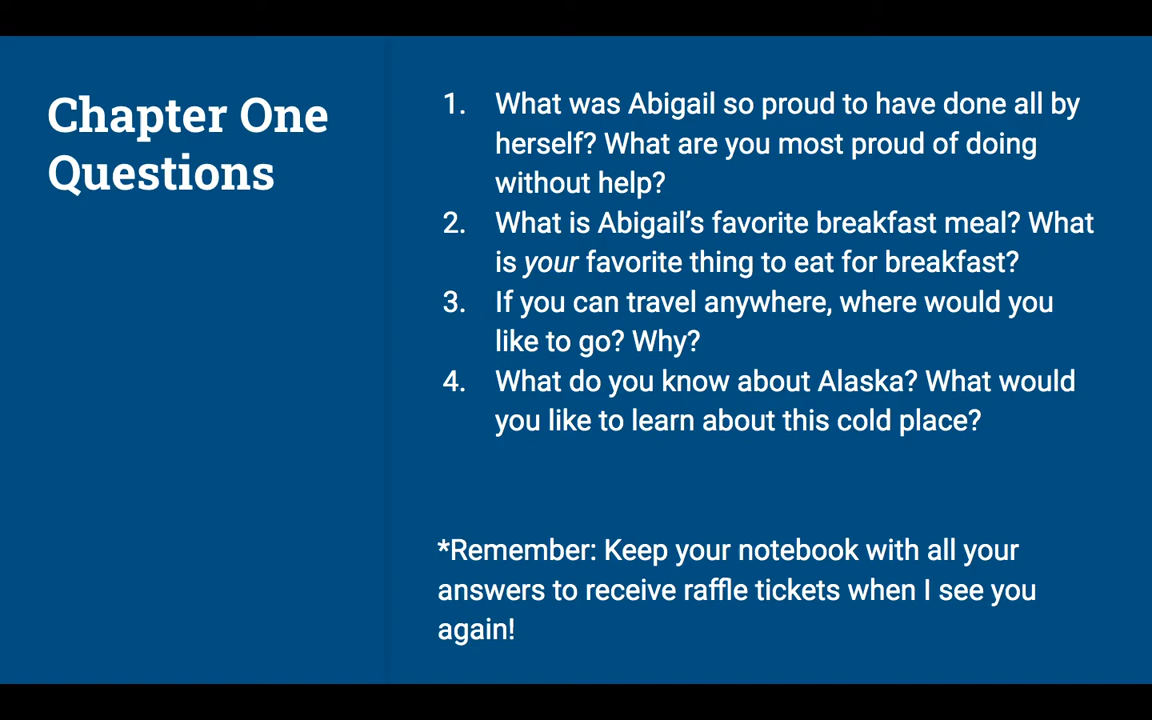 Chapter One
Questions
1. What was Abigail so proud to have done all by
herself? What are you most proud of doing
without help?
2. What is Abigail’s favorite breakfast meal? What
is your favorite thing to eat for breakfast?
3. If you can travel anywhere, where would you
like to go? Why?
4. What do you know about Alaska? What would
you like to learn about this cold place?
*Remember: Keep your notebook with all your
answers to receive raffle tickets when I see you
again!